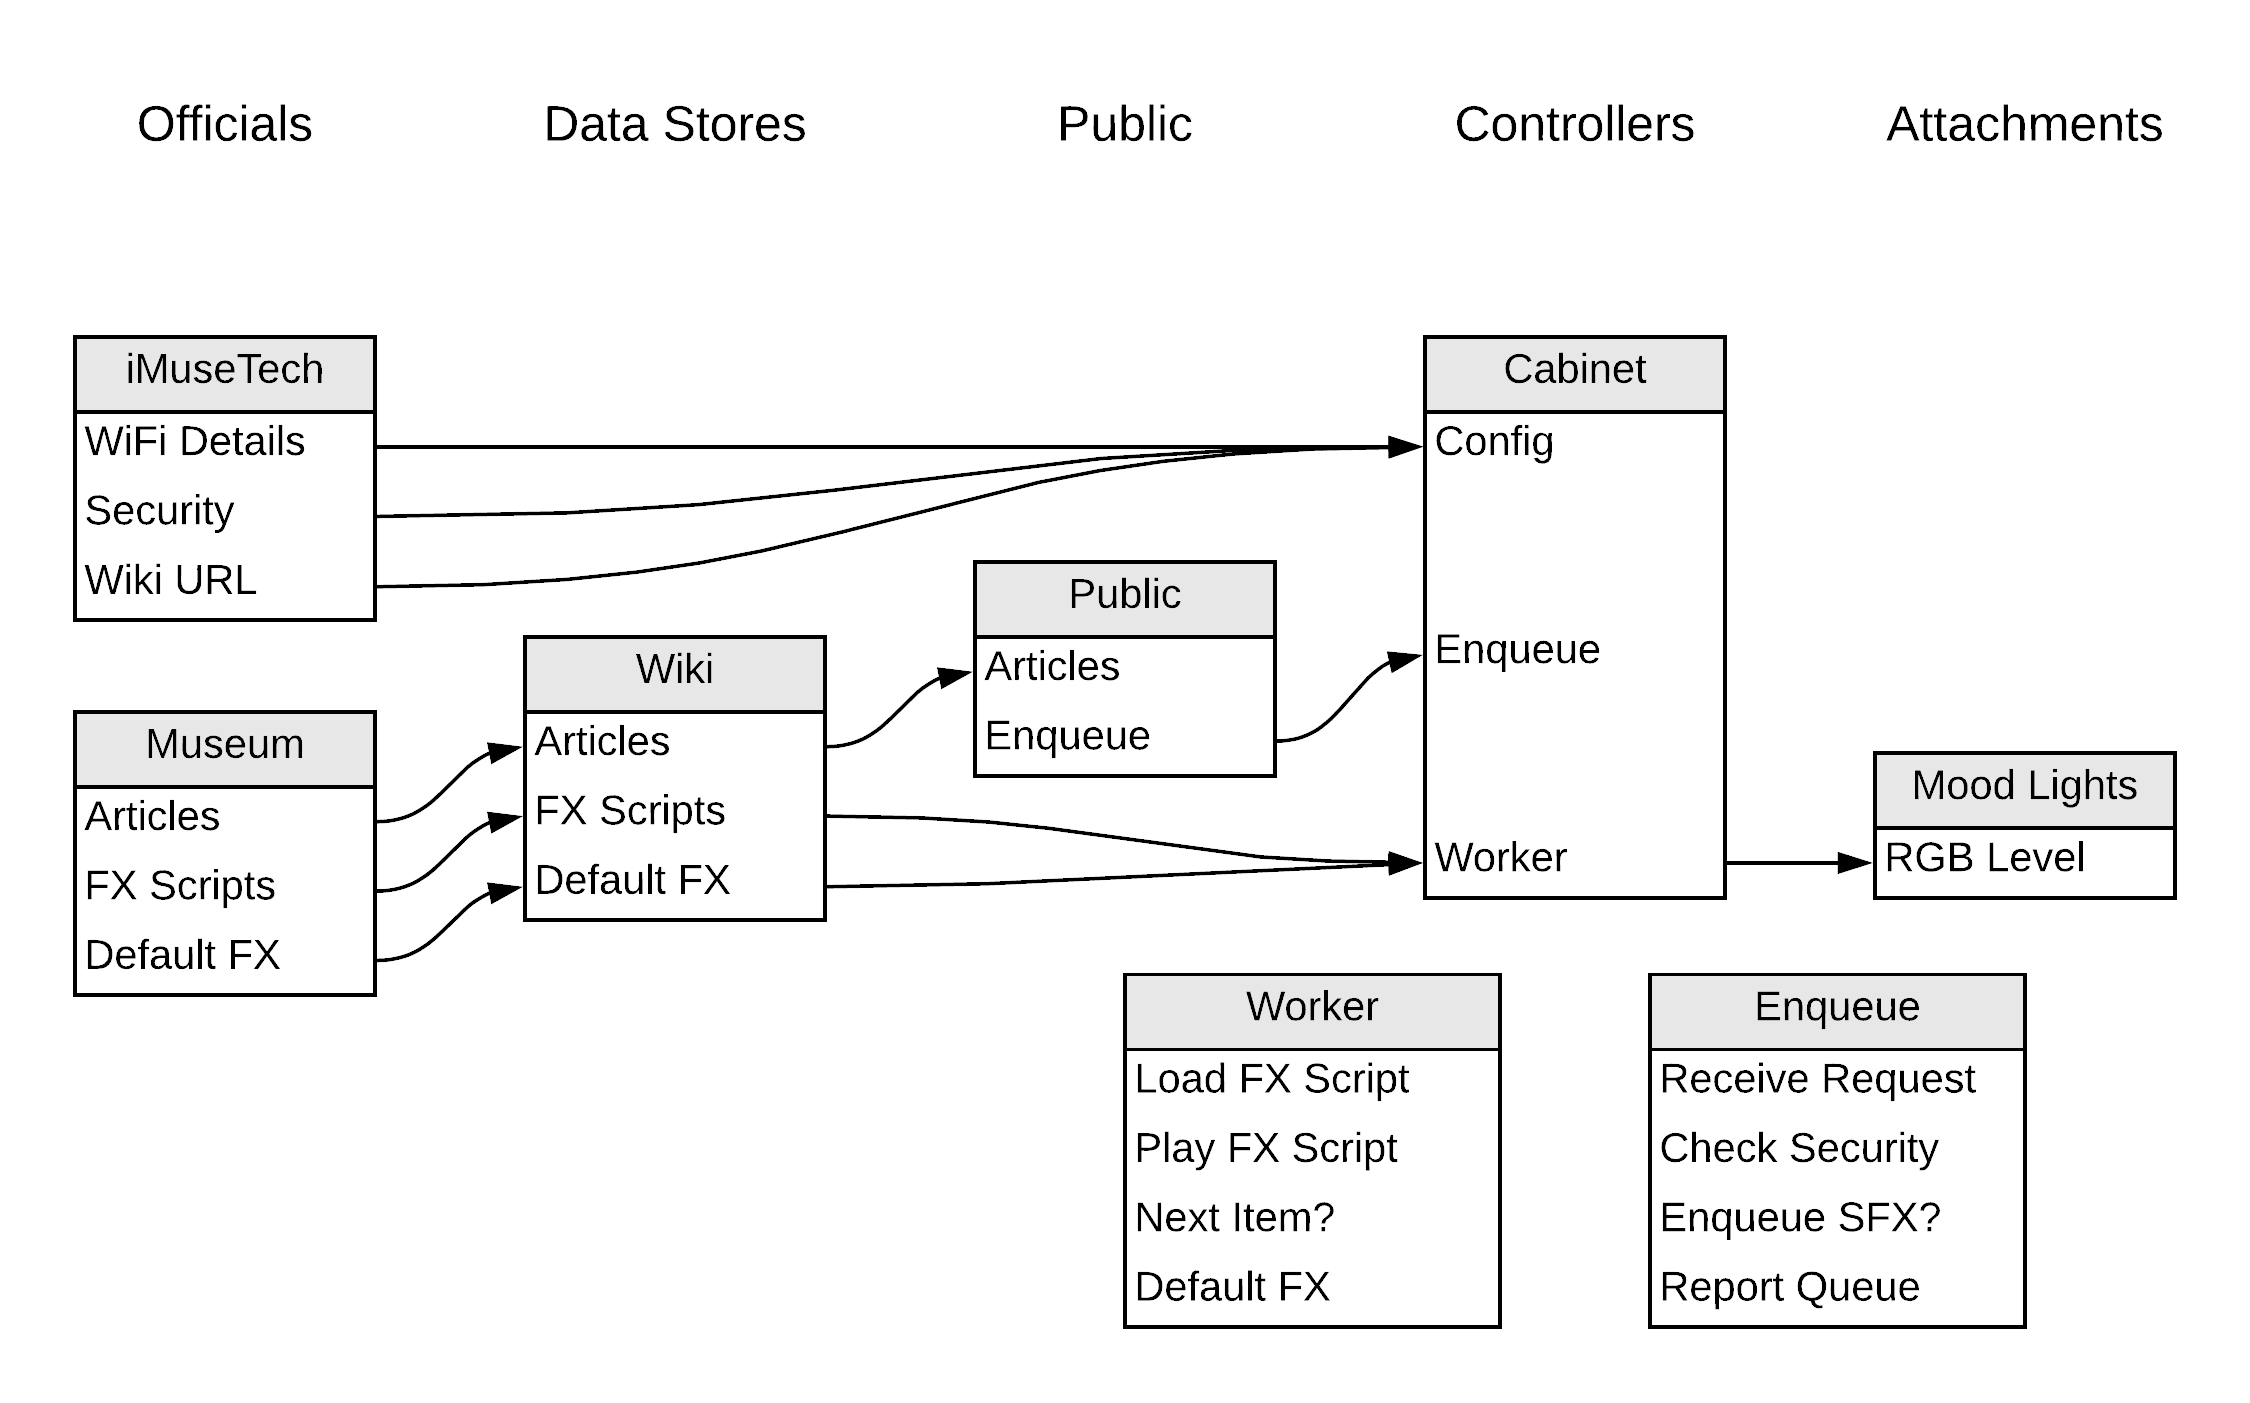 Officials
Data Stores
Public
Controllers
Attachments
iMuseTech
WiFi Details
Security
Wiki URL
Museum
Articles
FX Scripts
Default FX
Wiki
Articles
FX Scripts
Default FX
Public
Articles
Enqueue
Cabinet
Config
Enqueue
Worker
Mood Lights
RGB Level
Worker
Load FX Script
Play FX Script
Next Item?
Default FX
Enqueue
Receive Request
Check Security
Enqueue SFX?
Report Queue